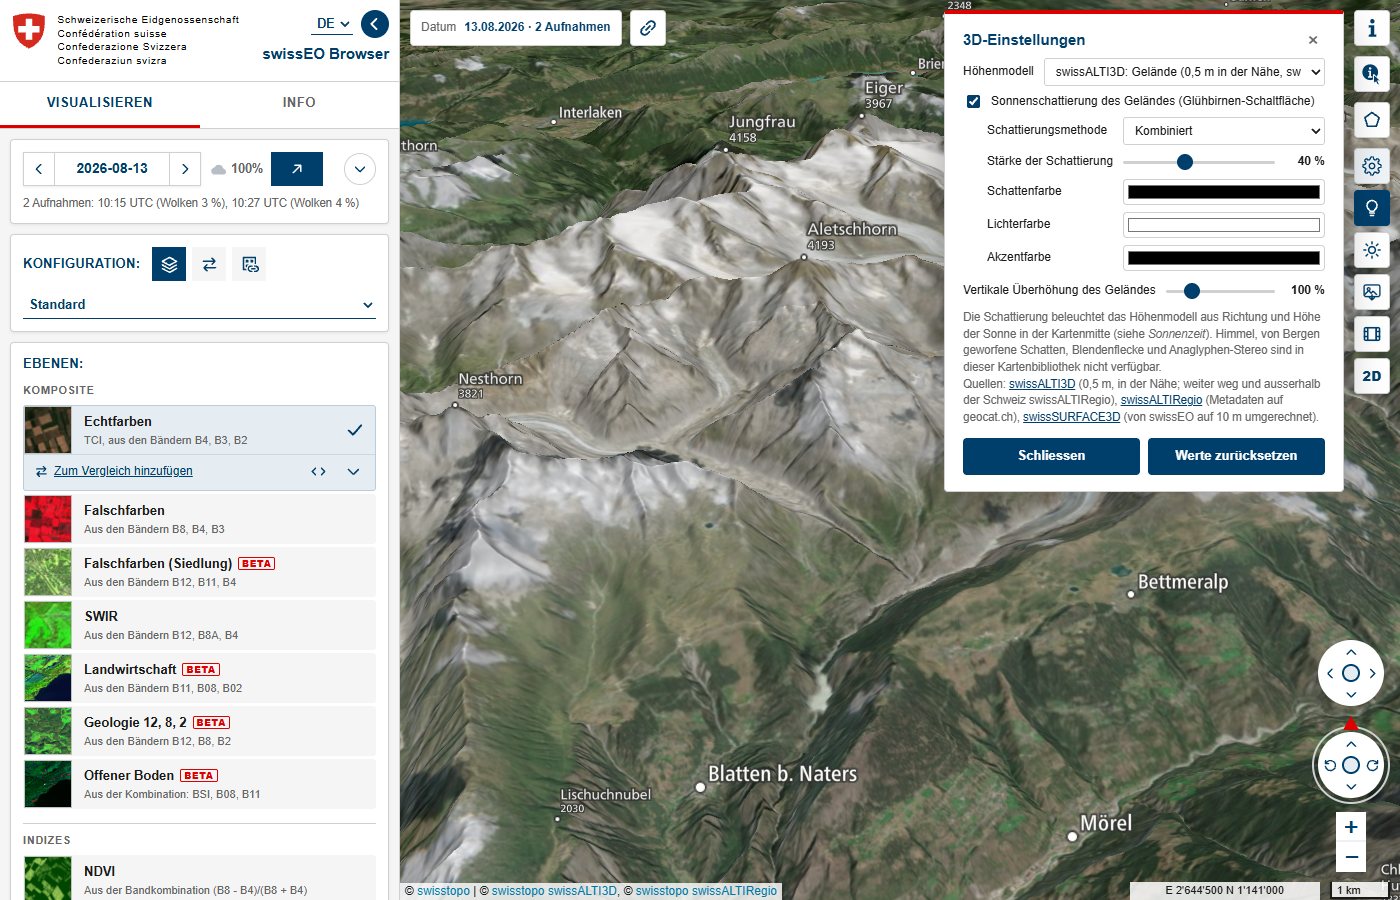 Schweizerische Eidgenossenschaft
Confédération suisse
Confederazione Svizzera
Confederaziun svizra
DE
swissEO Browser
VISUALISIEREN
INFO
2026-08-13
100%
2 Aufnahmen: 10:15 UTC (Wolken 3 %), 10:27 UTC (Wolken 4 %)
KONFIGURATION:
Standard
EBENEN:
KOMPOSITE
Echtfarben
TCI, aus den Bändern B4, B3, B2
Zum Vergleich hinzufügen
Falschfarben
Aus den Bändern B8, B4, B3
Falschfarben (Siedlung) BETA
Aus den Bändern B12, B11, B4
SWIR
Aus den Bändern B12, B8A, B4
Landwirtschaft BETA
Aus den Bändern B11, B08, B02
Geologie 12, 8, 2 BETA
Aus den Bändern B12, B8, B2
Offener Boden BETA
Aus der Kombination: BSI, B08, B11
INDIZES
NDVI
Aus der Bandkombination (B8 - B4)/(B8 + B4)
Datum 13.08.2026 · 2 Aufnahmen
2348
Brien
Eiger
3967
Interlaken
Jungfrau
4158
thorn
Aletschhorn
4193
Nesthorn
3821
Bettmeralp
Blatten b. Naters
Lischuchnubel
2030
Mörel
3D-Einstellungen
Höhenmodell swissALTI3D: Gelände (0,5 m in der Nähe, sw
Sonnenschattierung des Geländes (Glühbirnen-Schaltfläche)
Schattierungsmethode Kombiniert
Stärke der Schattierung 40 %
Schattenfarbe
Lichterfarbe
Akzentfarbe
Vertikale Überhöhung des Geländes 100 %
Die Schattierung beleuchtet das Höhenmodell aus Richtung und Höhe
der Sonne in der Kartenmitte (siehe Sonnenzeit). Himmel, von Bergen
geworfene Schatten, Blendenflecke und Anaglyphen-Stereo sind in
dieser Kartenbibliothek nicht verfügbar.
Quellen: swissALTI3D (0,5 m, in der Nähe; weiter weg und ausserhalb
der Schweiz swissALTIRegio), swissALTIRegio (Metadaten auf
geocat.ch), swissSURFACE3D (von swissEO auf 10 m umgerechnet).
Schliessen
Werte zurücksetzen
2D
© swisstopo | © swisstopo swissALTI3D, © swisstopo swissALTIRegio
E 2'644'500 N 1'141'000
1 km